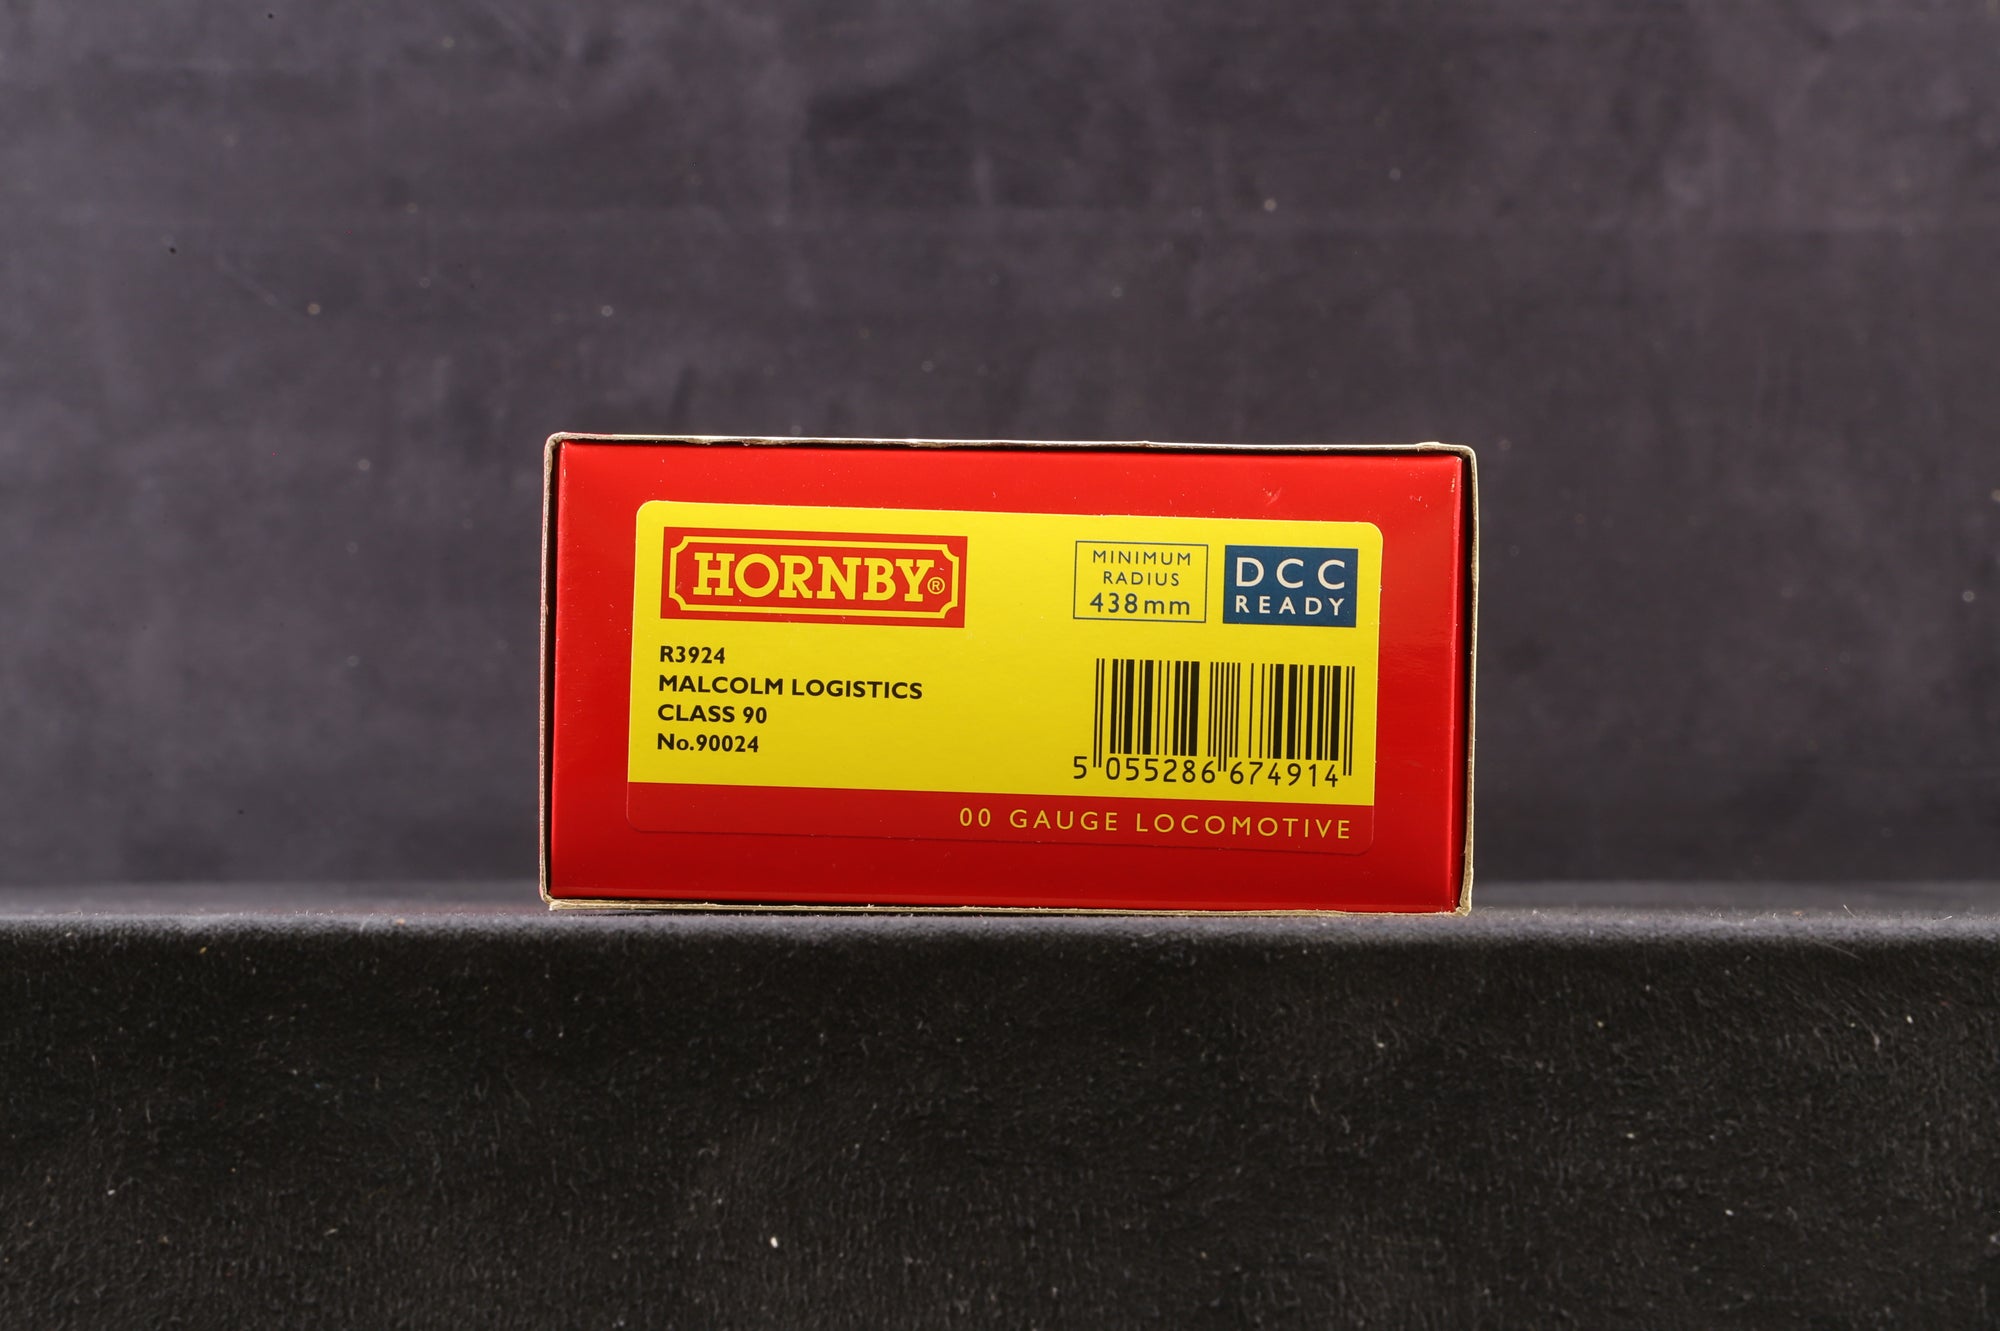 HORNBY®
MINIMUM
RADIUS
438mm
DCC
READY
R3924
MALCOLM LOGISTICS
CLASS 90
No.90024
5 055286 674914
00 GAUGE LOCOMOTIVE